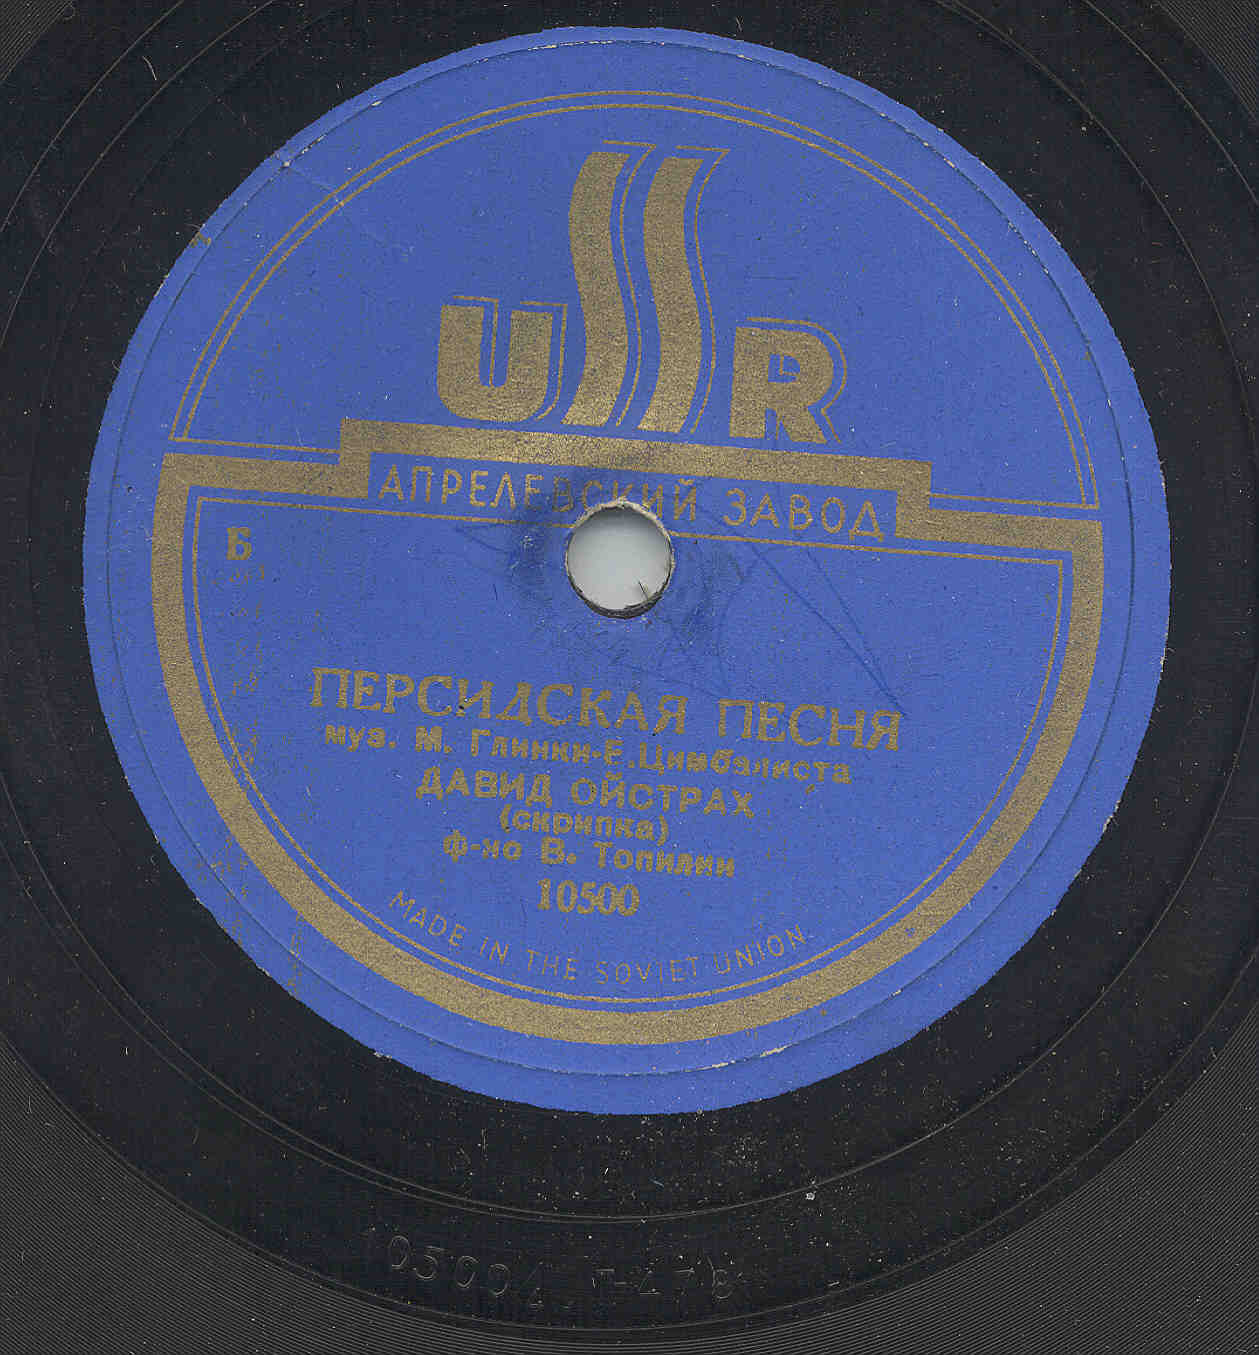 USSR
АПРЕЛЕВСКИЙ ЗАВОД
Б
ПЕРСИДСКАЯ ПЕСНЯ
муз. М. Глинки-Е.Цимбалиста
ДАВИД ОЙСТРАХ
(скрипка)
ф-но В. Топилин
10500
MADE IN THE SOVIET UNION.